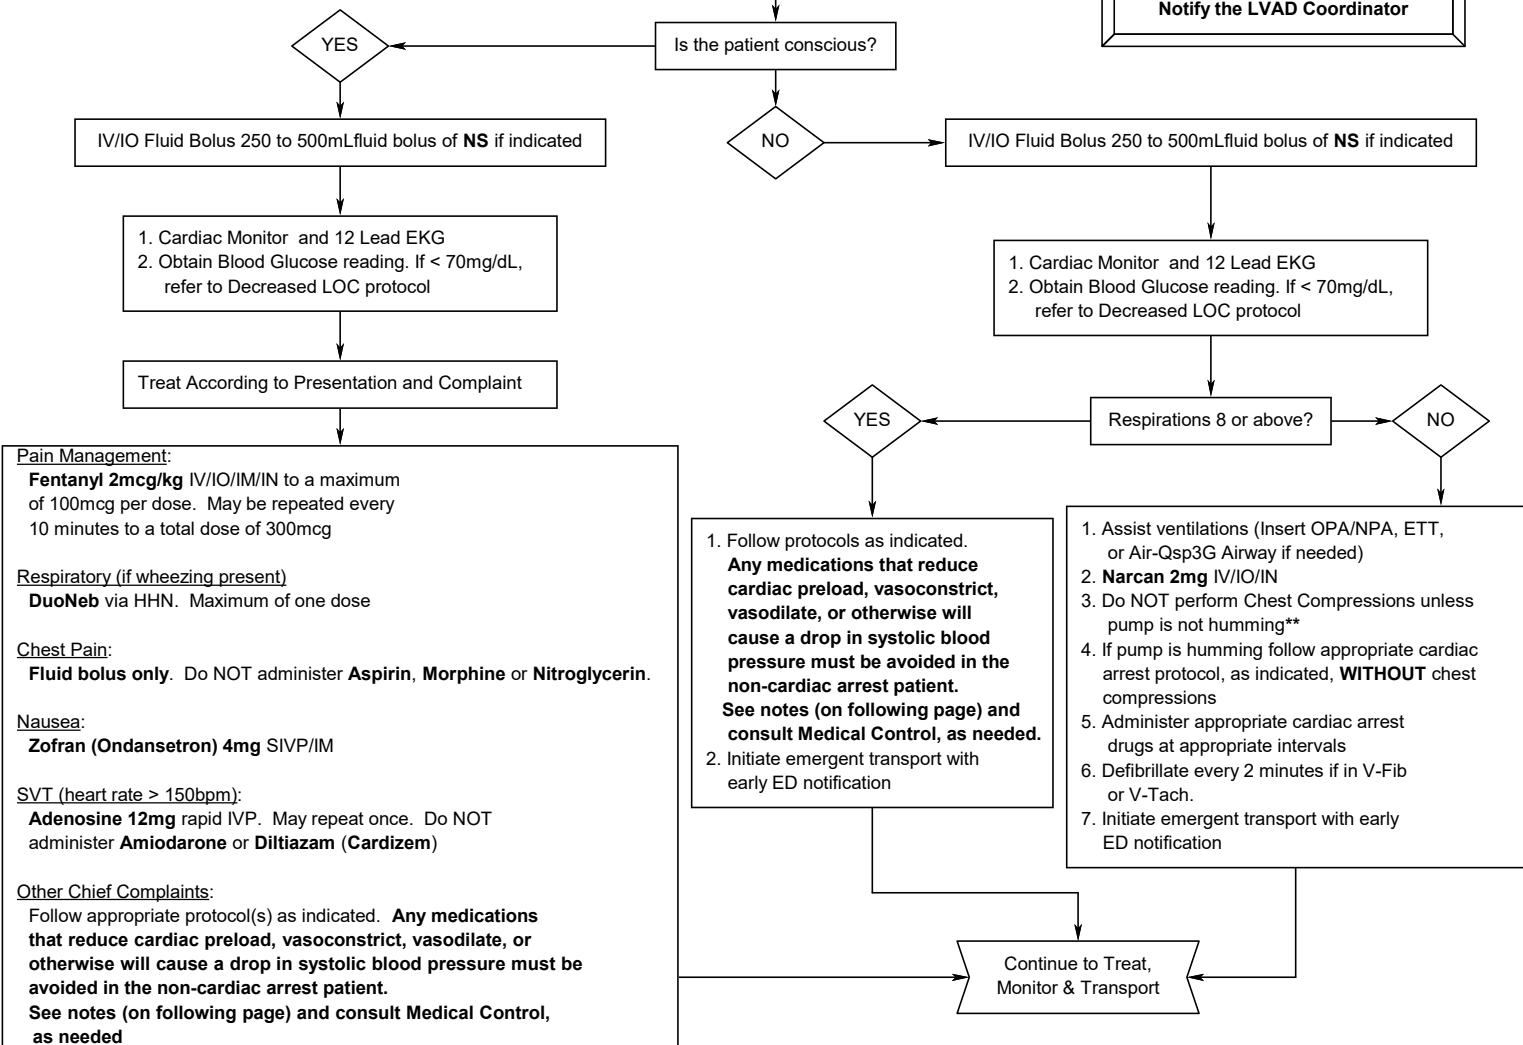 Notify the LVAD Coordinator
Is the patient conscious?
YES
NO
IV/IO Fluid Bolus 250 to 500mLfluid bolus of NS if indicated
1. Cardiac Monitor  and 12 Lead EKG
2. Obtain Blood Glucose reading. If < 70mg/dL,
refer to Decreased LOC protocol
Treat According to Presentation and Complaint
Pain Management:
Fentanyl 2mcg/kg IV/IO/IM/IN to a maximum
of 100mcg per dose.  May be repeated every
10 minutes to a total dose of 300mcg
Respiratory (if wheezing present)
DuoNeb via HHN.  Maximum of one dose
Chest Pain:
Fluid bolus only.  Do NOT administer Aspirin, Morphine or Nitroglycerin.
Nausea:
Zofran (Ondansetron) 4mg SIVP/IM
SVT (heart rate > 150bpm):
Adenosine 12mg rapid IVP.  May repeat once.  Do NOT
administer Amiodarone or Diltiazam (Cardizem)
Other Chief Complaints:
Follow appropriate protocol(s) as indicated.  Any medications
that reduce cardiac preload, vasoconstrict, vasodilate, or
otherwise will cause a drop in systolic blood pressure must be
avoided in the non-cardiac arrest patient.
See notes (on following page) and consult Medical Control,
as needed
IV/IO Fluid Bolus 250 to 500mLfluid bolus of NS if indicated
1. Cardiac Monitor  and 12 Lead EKG
2. Obtain Blood Glucose reading. If < 70mg/dL,
refer to Decreased LOC protocol
Respirations 8 or above?
YES
NO
1. Follow protocols as indicated.
Any medications that reduce
cardiac preload, vasoconstrict,
vasodilate, or otherwise will
cause a drop in systolic blood
pressure must be avoided in the
non-cardiac arrest patient.
See notes (on following page) and
consult Medical Control, as needed.
2. Initiate emergent transport with
early ED notification
1. Assist ventilations (Insert OPA/NPA, ETT,
or Air-Qsp3G Airway if needed)
2. Narcan 2mg IV/IO/IN
3. Do NOT perform Chest Compressions unless
pump is not humming**
4. If pump is humming follow appropriate cardiac
arrest protocol, as indicated, WITHOUT chest
compressions
5. Administer appropriate cardiac arrest
drugs at appropriate intervals
6. Defibrillate every 2 minutes if in V-Fib
or V-Tach.
7. Initiate emergent transport with early
ED notification
Continue to Treat,
Monitor & Transport